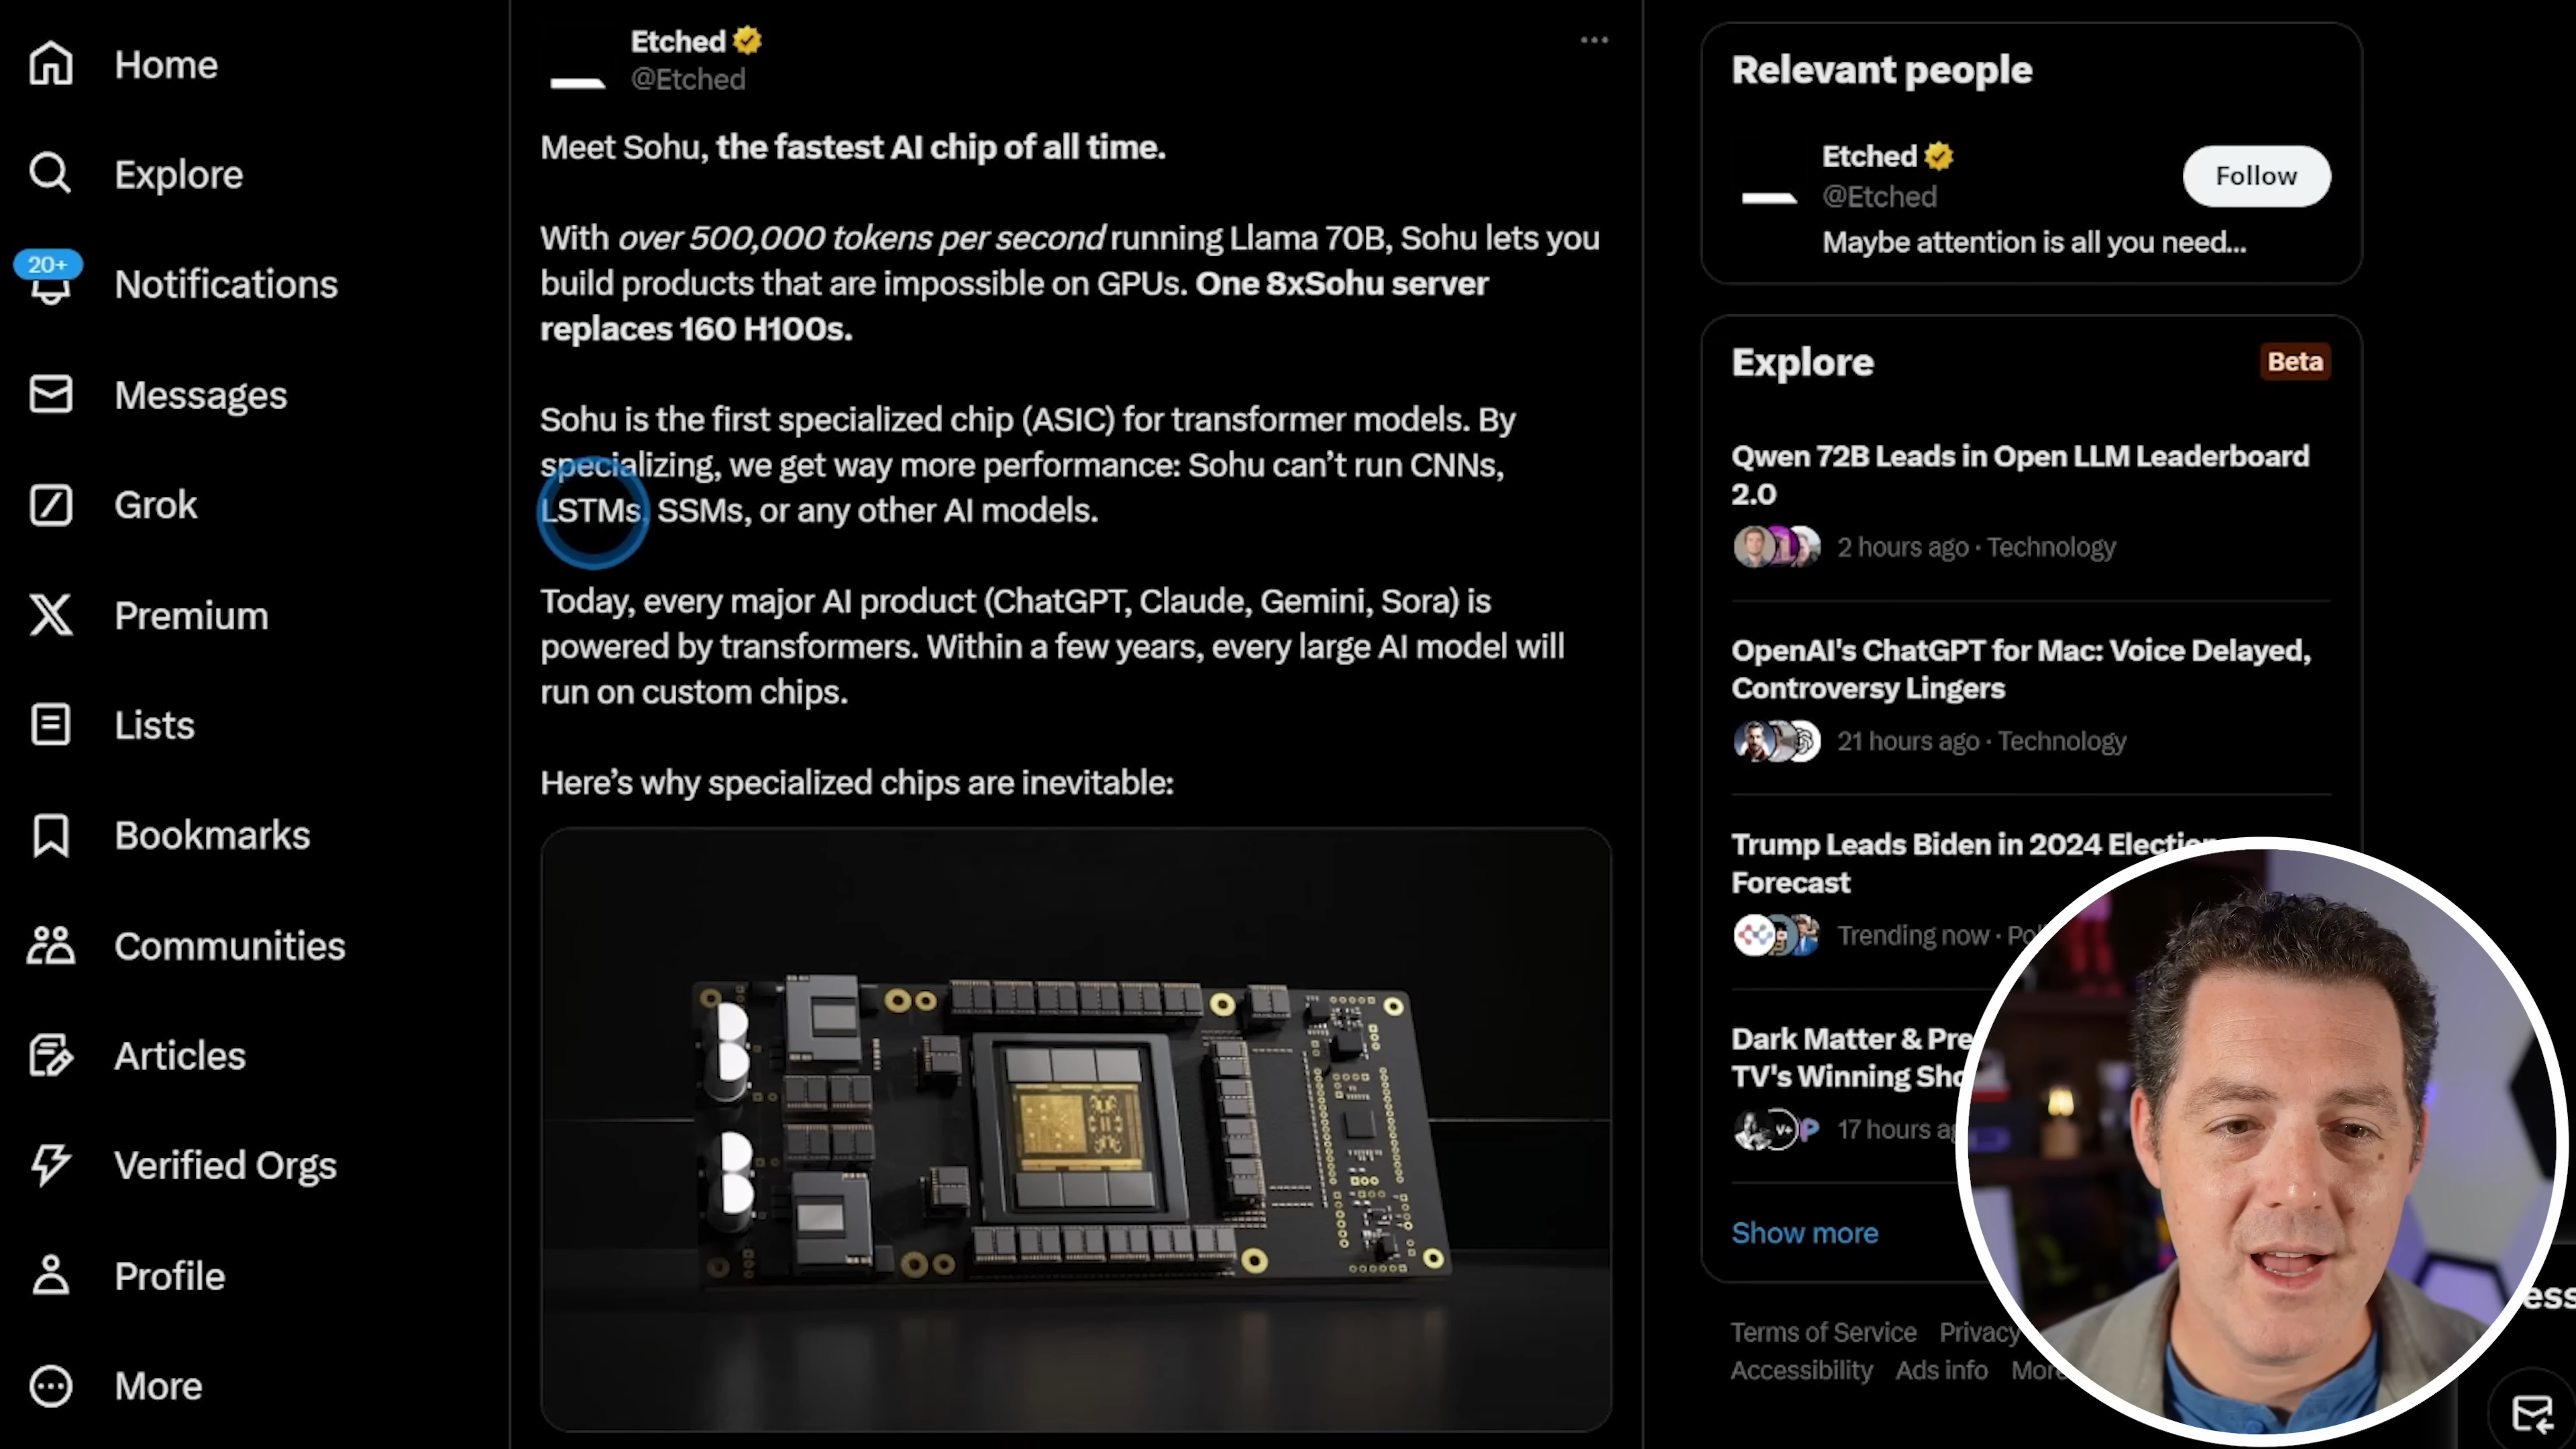 Home
Explore
20+
Notifications
Messages
Grok
Premium
Lists
Bookmarks
Communities
Articles
Verified Orgs
Profile
More
Etched
@Etched
Meet Sohu, the fastest AI chip of all time.
With over 500,000 tokens per second running Llama 70B, Sohu lets you
build products that are impossible on GPUs. One 8xSohu server
replaces 160 H100s.
Sohu is the first specialized chip (ASIC) for transformer models. By
specializing, we get way more performance: Sohu can’t run CNNs,
LSTMs, SSMs, or any other AI models.
Today, every major AI product (ChatGPT, Claude, Gemini, Sora) is
powered by transformers. Within a few years, every large AI model will
run on custom chips.
Here’s why specialized chips are inevitable:
Relevant people
Etched
@Etched
Follow
Maybe attention is all you need...
Explore
Beta
Qwen 72B Leads in Open LLM Leaderboard
2.0
2 hours ago · Technology
OpenAI's ChatGPT for Mac: Voice Delayed,
Controversy Lingers
21 hours ago · Technology
Trump Leads Biden in 2024 Election
Forecast
Trending now ·
Dark Matter &
TV's Winning
17 hours
Show more
Terms of Service Privacy
Accessibility Ads info More